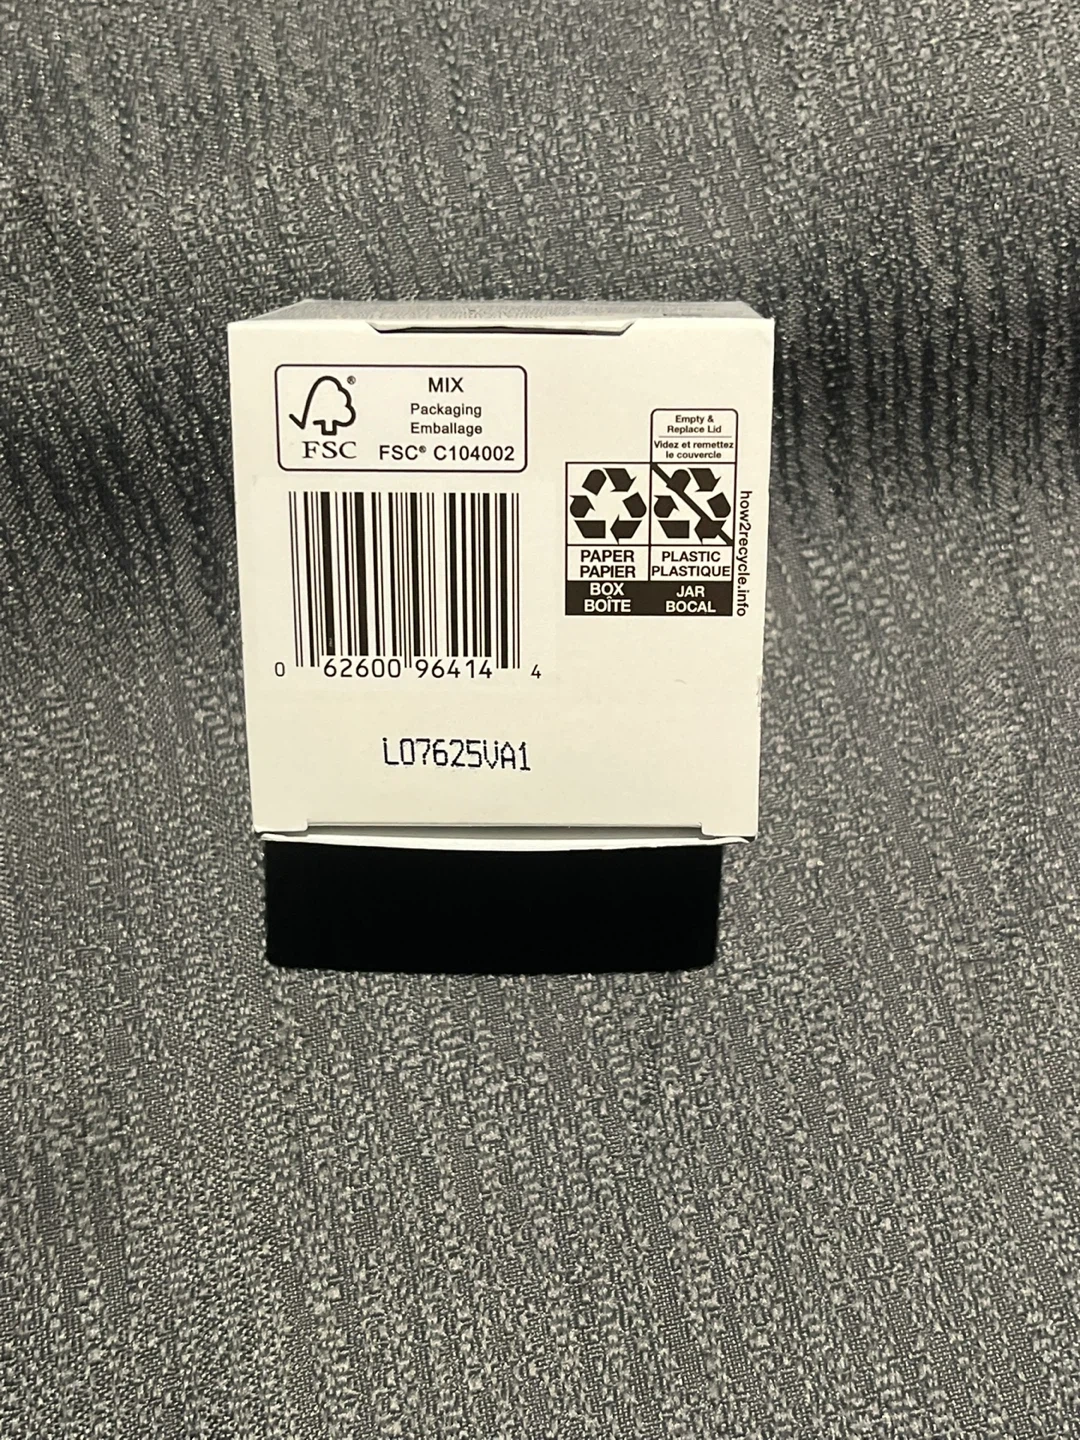 MIX
Packaging
Emballage
FSC® C104002
®
FSC
Empty &
Replace Lid
Videz et remettez
le couvercle
PAPER
PAPIER
BOX
BOÎTE
PLASTIC
PLASTIQUE
JAR
BOCAL
how2recycle.info
0 62600 96414 4
L07625VA1